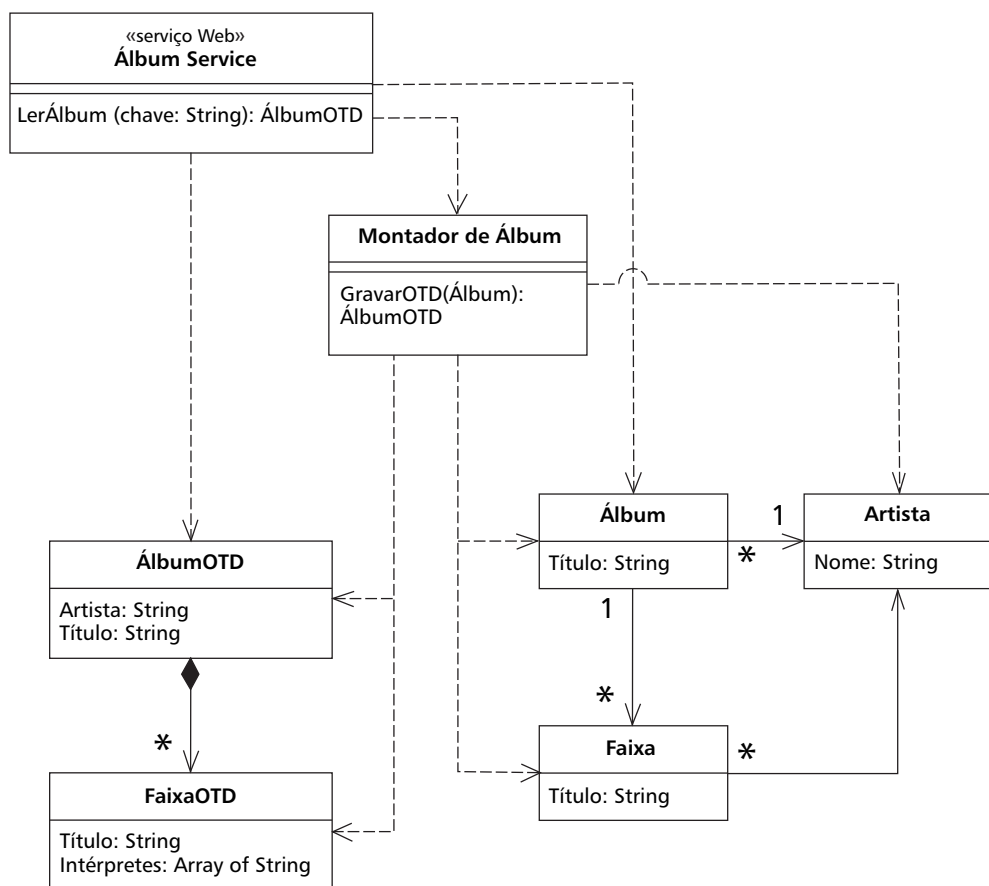 «serviço Web»
Álbum Service
LerÁlbum (chave: String): ÁlbumOTD
Montador de Álbum
GravarOTD(Álbum):
ÁlbumOTD
Álbum
Título: String
1
*
Artista
Nome: String
ÁlbumOTD
Artista: String
Título: String
1
*
*
Faixa
Título: String
*
FaixaOTD
Título: String
Intérpretes: Array of String